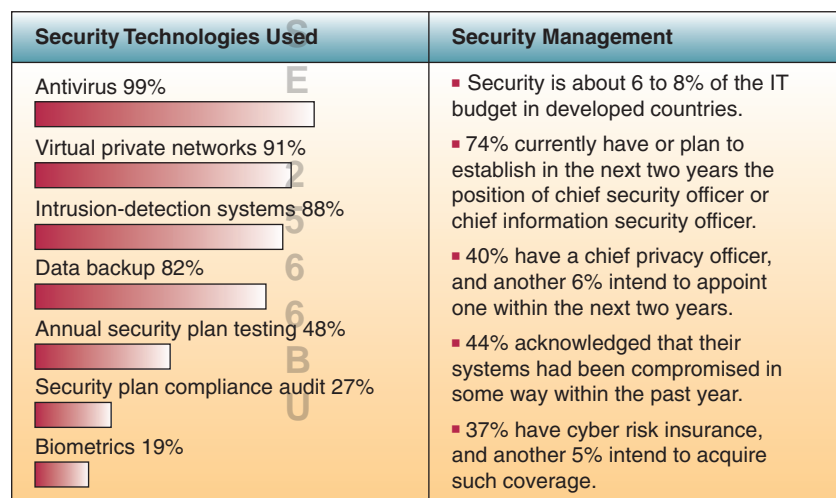 Security Technologies Used
Antivirus 99%
Virtual private networks 91%
Intrusion-detection systems 88%
Data backup 82%
Annual security plan testing 48%
Security plan compliance audit 27%
Biometrics 19%
S
E
2
5
6
6
B
U
Security Management
▪ Security is about 6 to 8% of the IT
budget in developed countries.
▪ 74% currently have or plan to
establish in the next two years the
position of chief security officer or
chief information security officer.
▪ 40% have a chief privacy officer,
and another 6% intend to appoint
one within the next two years.
▪ 44% acknowledged that their
systems had been compromised in
some way within the past year.
▪ 37% have cyber risk insurance,
and another 5% intend to acquire
such coverage.